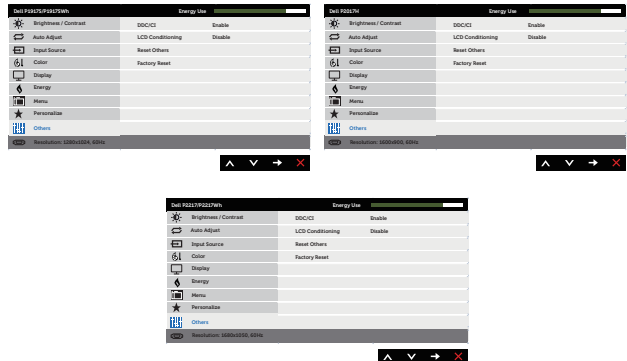 Dell P1917S/P1917SWh Energy Use
Brightness / Contrast DDC/CI Enable
Auto Adjust LCD Conditioning Disable
Input Source Reset Others
Color Factory Reset
Display
Energy
Menu
Personalize
Others
Resolution: 1280x1024, 60Hz
Dell P2017H Energy Use
Brightness / Contrast DDC/CI Enable
Auto Adjust LCD Conditioning Disable
Input Source Reset Others
Color Factory Reset
Display
Energy
Menu
Personalize
Others
Resolution: 1600x900, 60Hz
Dell P2217/P2217Wh Energy Use
Brightness / Contrast DDC/CI Enable
Auto Adjust LCD Conditioning Disable
Input Source Reset Others
Color Factory Reset
Display
Energy
Menu
Personalize
Others
Resolution: 1680x1050, 60Hz